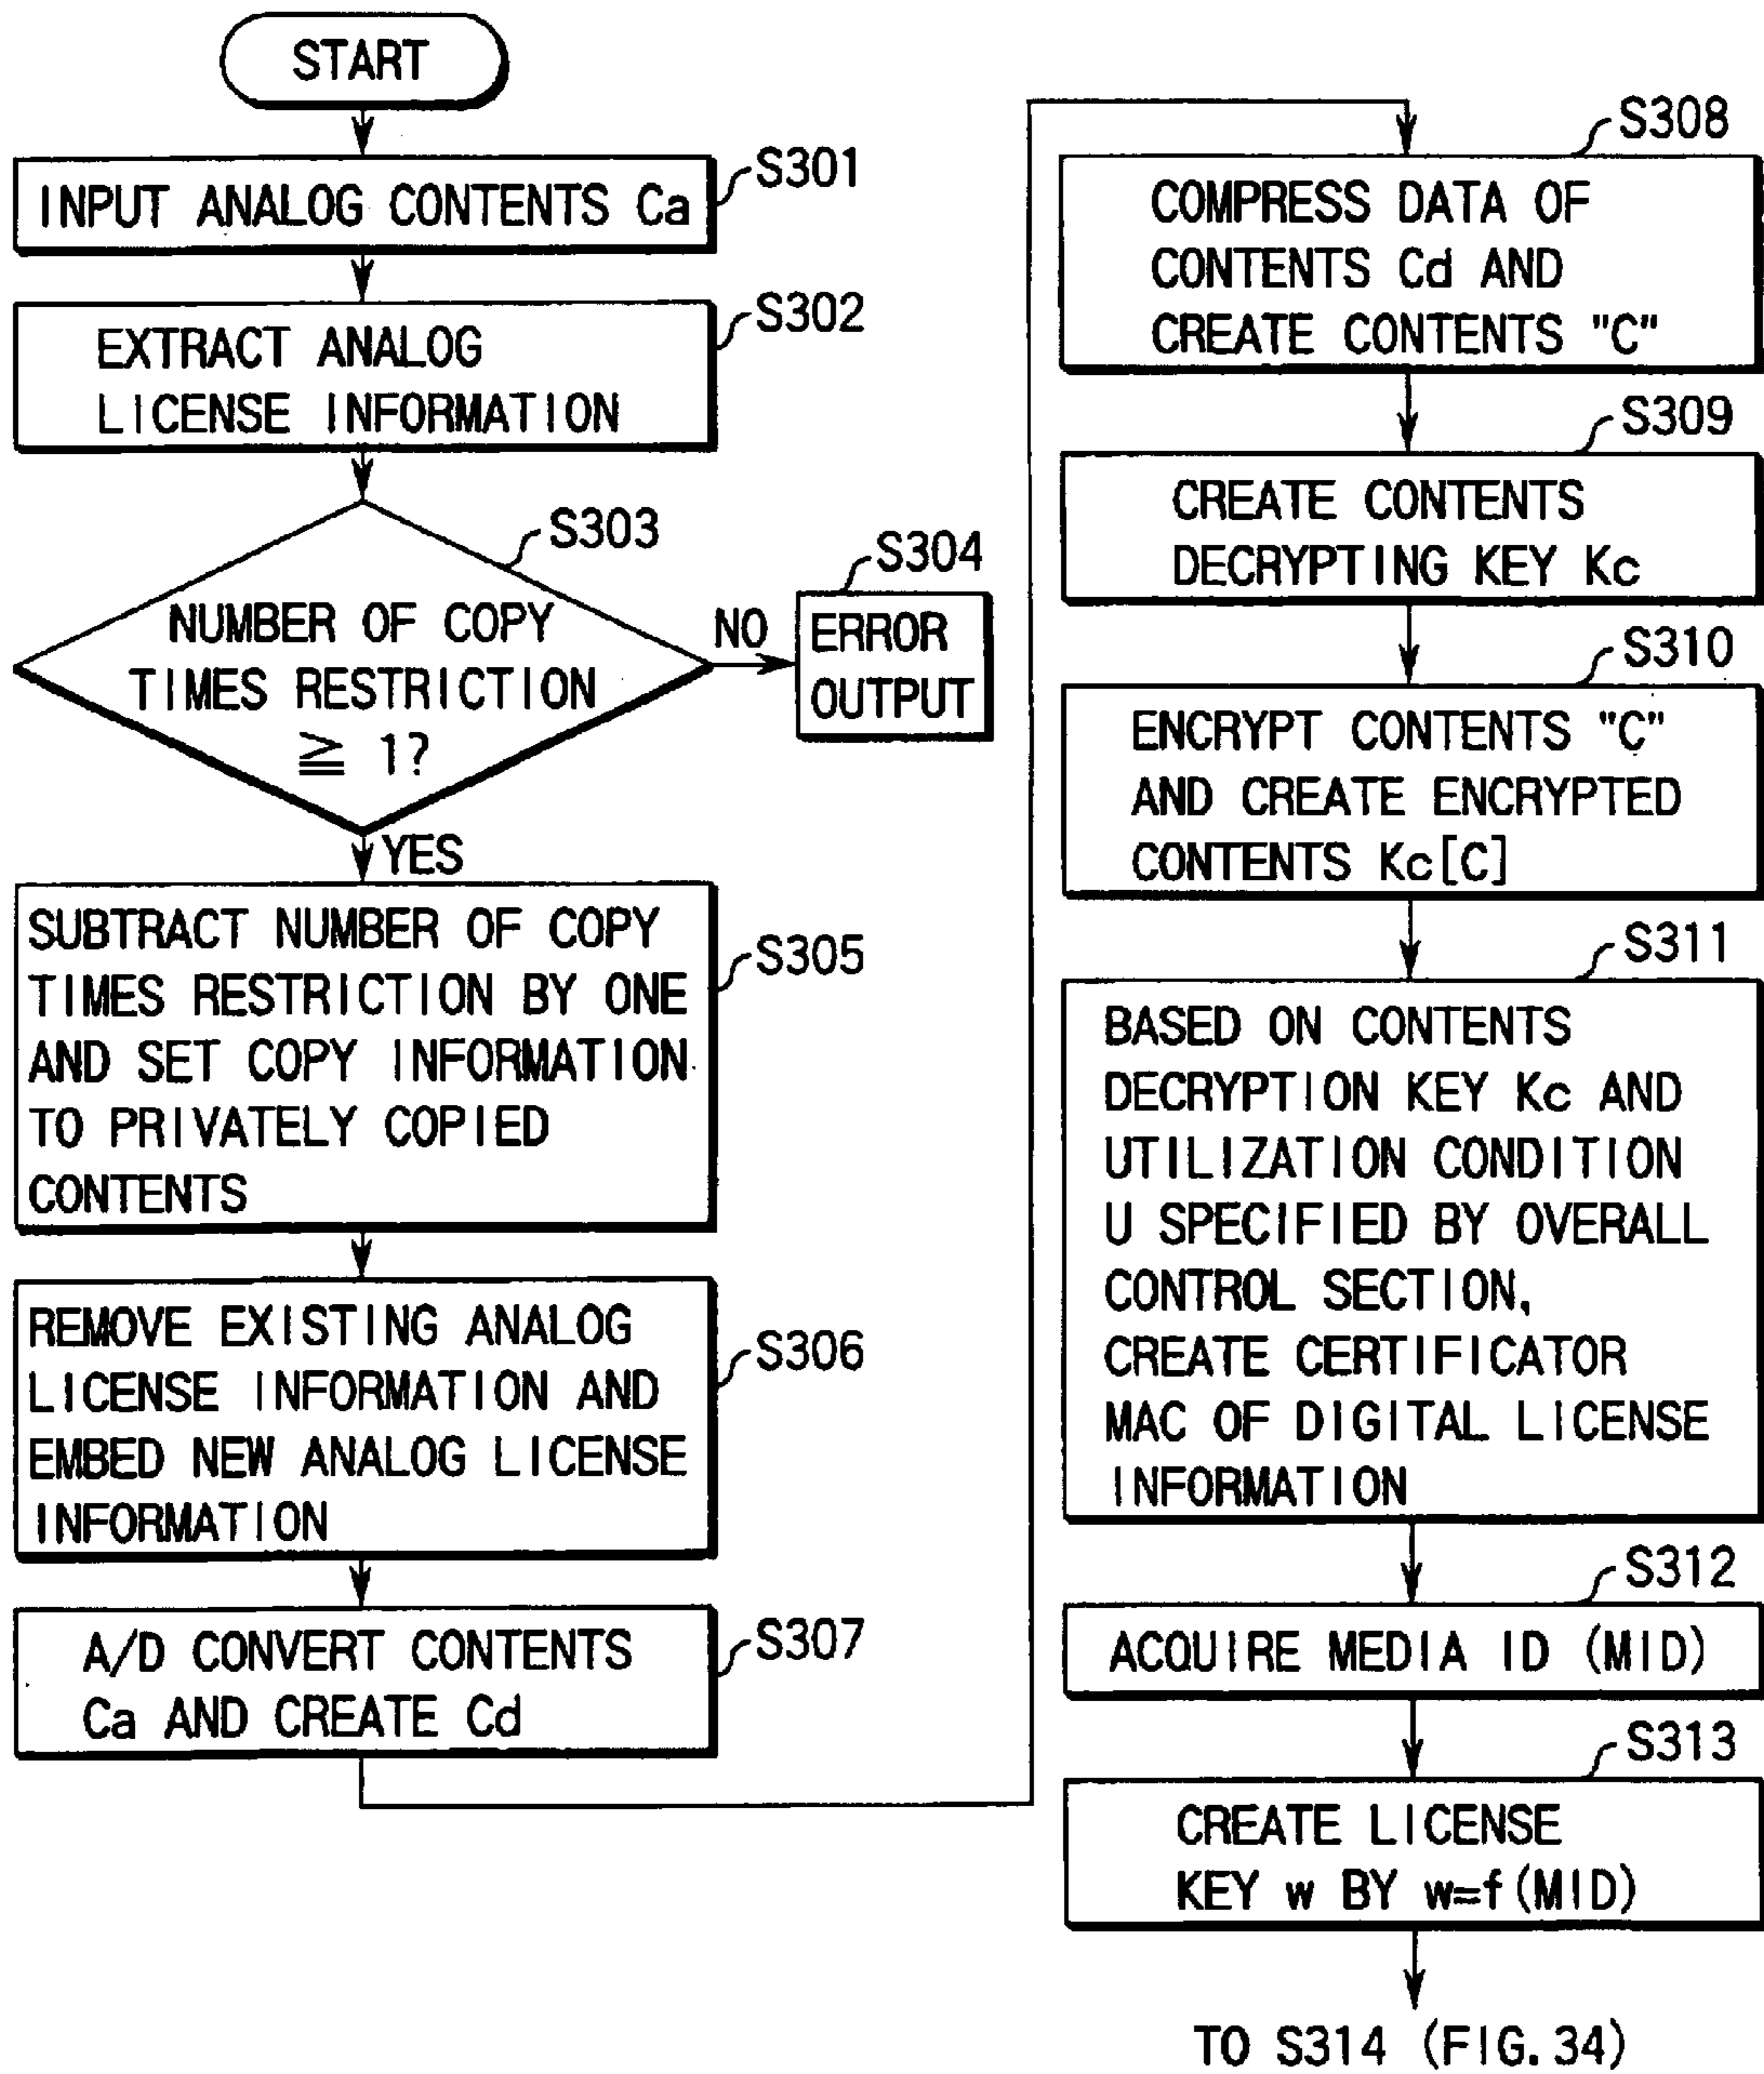 START
S301
INPUT ANALOG CONTENTS Ca
S302
EXTRACT ANALOG
LICENSE INFORMATION
S303
NUMBER OF COPY
TIMES RESTRICTION
≧ 1?
NO
S304
ERROR
OUTPUT
YES
S305
SUBTRACT NUMBER OF COPY
TIMES RESTRICTION BY ONE
AND SET COPY INFORMATION
TO PRIVATELY COPIED
CONTENTS
S306
REMOVE EXISTING ANALOG
LICENSE INFORMATION AND
EMBED NEW ANALOG LICENSE
INFORMATION
S307
A/D CONVERT CONTENTS
Ca AND CREATE Cd
S308
COMPRESS DATA OF
CONTENTS Cd AND
CREATE CONTENTS "C"
S309
CREATE CONTENTS
DECRYPTING KEY Kc
S310
ENCRYPT CONTENTS "C"
AND CREATE ENCRYPTED
CONTENTS Kc[C]
S311
BASED ON CONTENTS
DECRYPTION KEY Kc AND
UTILIZATION CONDITION
U SPECIFIED BY OVERALL
CONTROL SECTION,
CREATE CERTIFICATOR
MAC OF DIGITAL LICENSE
INFORMATION
S312
ACQUIRE MEDIA ID (MID)
S313
CREATE LICENSE
KEY w BY w=f(MID)
TO S314 (FIG.34)